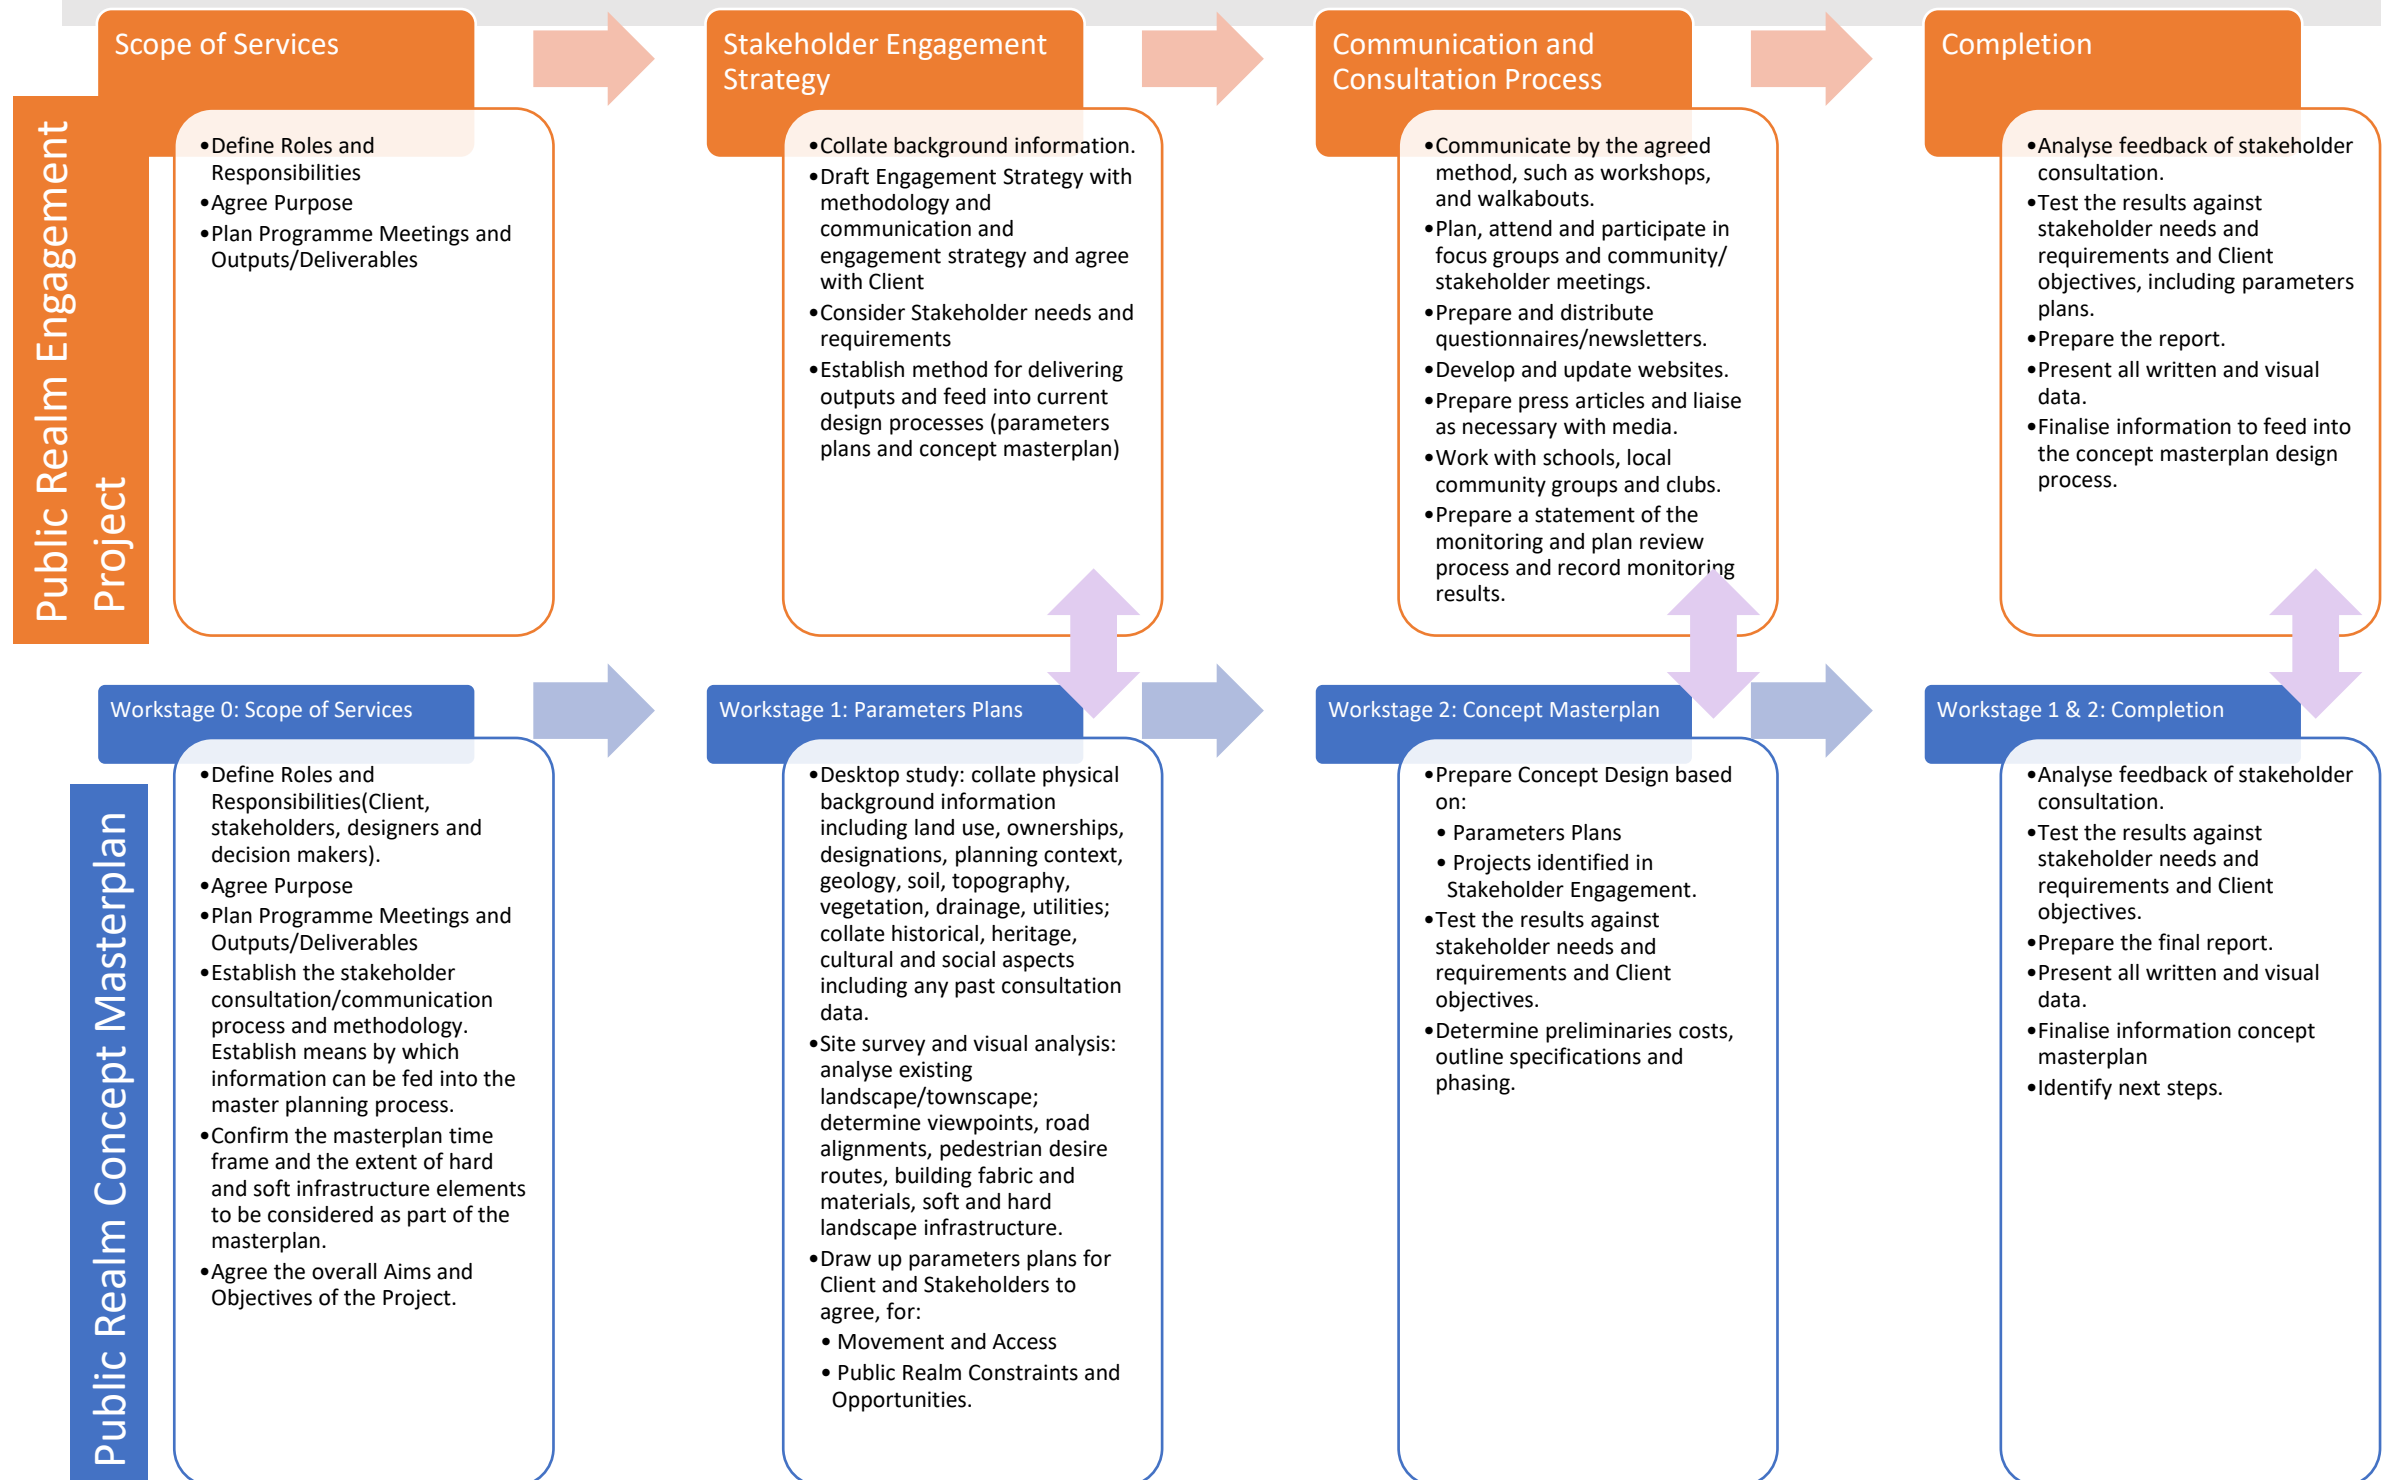 Public Realm Engagement
Project
Scope of Services
•Define Roles and
Responsibilities
•Agree Purpose
•Plan Programme Meetings and
Outputs/Deliverables
Stakeholder Engagement
Strategy
•Collate background information.
•Draft Engagement Strategy with
methodology and
communication and
engagement strategy and agree
with Client
•Consider Stakeholder needs and
requirements
•Establish method for delivering
outputs and feed into current
design processes (parameters
plans and concept masterplan)
Communication and
Consultation Process
•Communicate by the agreed
method, such as workshops,
and walkabouts.
•Plan, attend and participate in
focus groups and community/
stakeholder meetings.
•Prepare and distribute
questionnaires/newsletters.
•Develop and update websites.
•Prepare press articles and liaise
as necessary with media.
•Work with schools, local
community groups and clubs.
•Prepare a statement of the
monitoring and plan review
process and record monitoring
results.
Completion
•Analyse feedback of stakeholder
consultation.
•Test the results against
stakeholder needs and
requirements and Client
objectives, including parameters
plans.
•Prepare the report.
•Present all written and visual
data.
•Finalise information to feed into
the concept masterplan design
process.
Public Realm Concept Masterplan
Workstage 0: Scope of Services
•Define Roles and
Responsibilities(Client,
stakeholders, designers and
decision makers).
•Agree Purpose
•Plan Programme Meetings and
Outputs/Deliverables
•Establish the stakeholder
consultation/communication
process and methodology.
Establish means by which
information can be fed into the
master planning process.
•Confirm the masterplan time
frame and the extent of hard
and soft infrastructure elements
to be considered as part of the
masterplan.
•Agree the overall Aims and
Objectives of the Project.
Workstage 1: Parameters Plans
•Desktop study: collate physical
background information
including land use, ownerships,
designations, planning context,
geology, soil, topography,
vegetation, drainage, utilities;
collate historical, heritage,
cultural and social aspects
including any past consultation
data.
•Site survey and visual analysis:
analyse existing
landscape/townscape;
determine viewpoints, road
alignments, pedestrian desire
routes, building fabric and
materials, soft and hard
landscape infrastructure.
•Draw up parameters plans for
Client and Stakeholders to
agree, for:
• Movement and Access
• Public Realm Constraints and
Opportunities.
Workstage 2: Concept Masterplan
•Prepare Concept Design based
on:
• Parameters Plans
• Projects identified in
Stakeholder Engagement.
•Test the results against
stakeholder needs and
requirements and Client
objectives.
•Determine preliminaries costs,
outline specifications and
phasing.
Workstage 1 & 2: Completion
•Analyse feedback of stakeholder
consultation.
•Test the results against
stakeholder needs and
requirements and Client
objectives.
•Prepare the final report.
•Present all written and visual
data.
•Finalise information concept
masterplan
•Identify next steps.